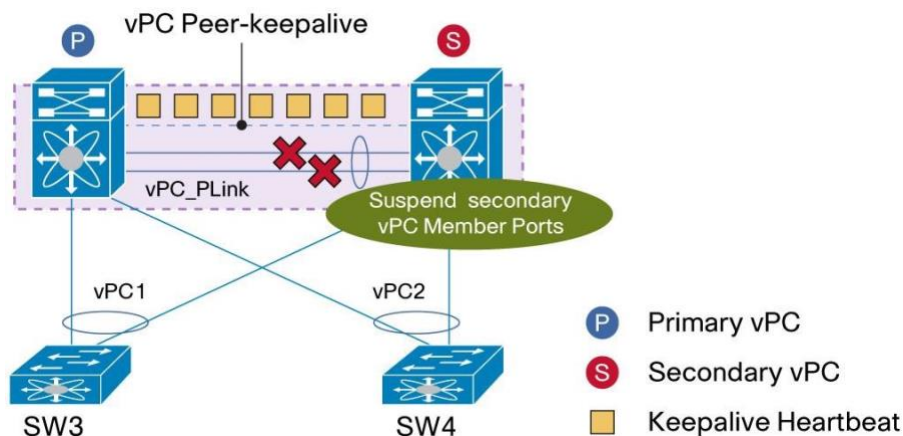 vPC Peer-keepalive
P
S
vPC_PLink
Suspend secondary
vPC Member Ports
vPC1
vPC2
SW3
SW4
P Primary vPC
S Secondary vPC
Keepalive Heartbeat